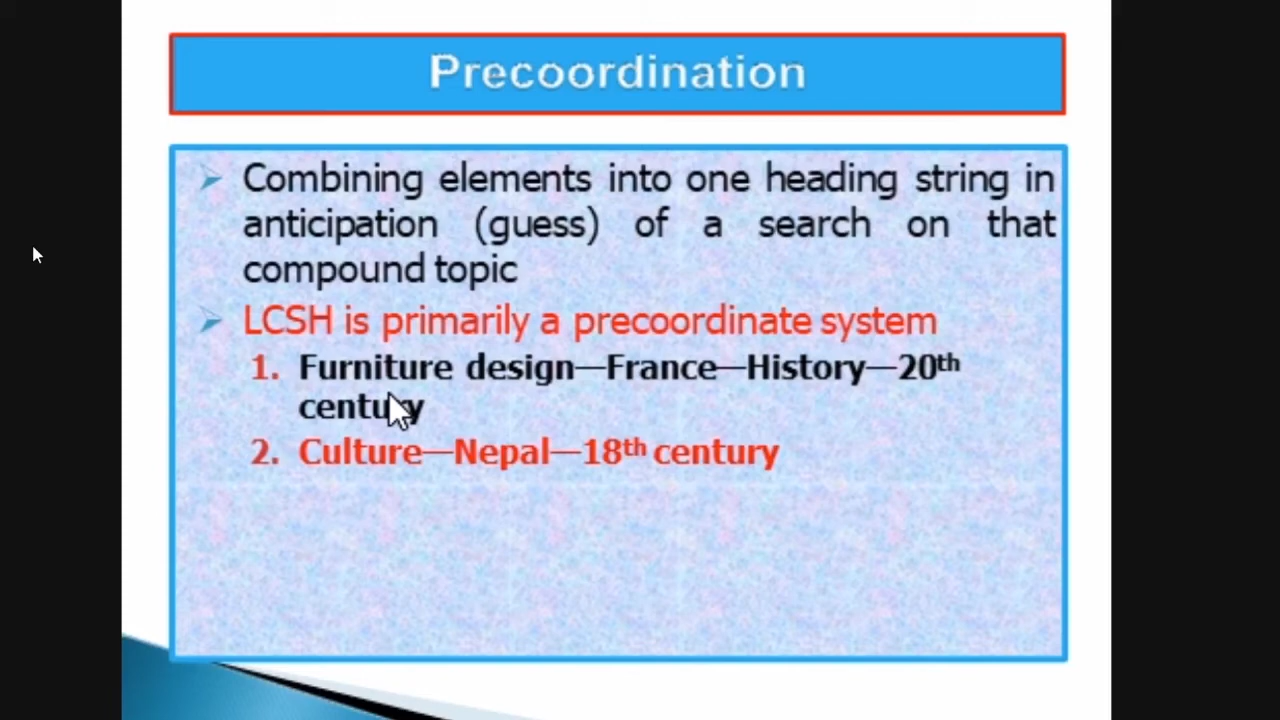 Precoordination
Combining elements into one heading string in
anticipation (guess) of a search on that
compound topic
LCSH is primarily a precoordinate system
1. Furniture design—France—History—20th
century
2. Culture—Nepal—18th century